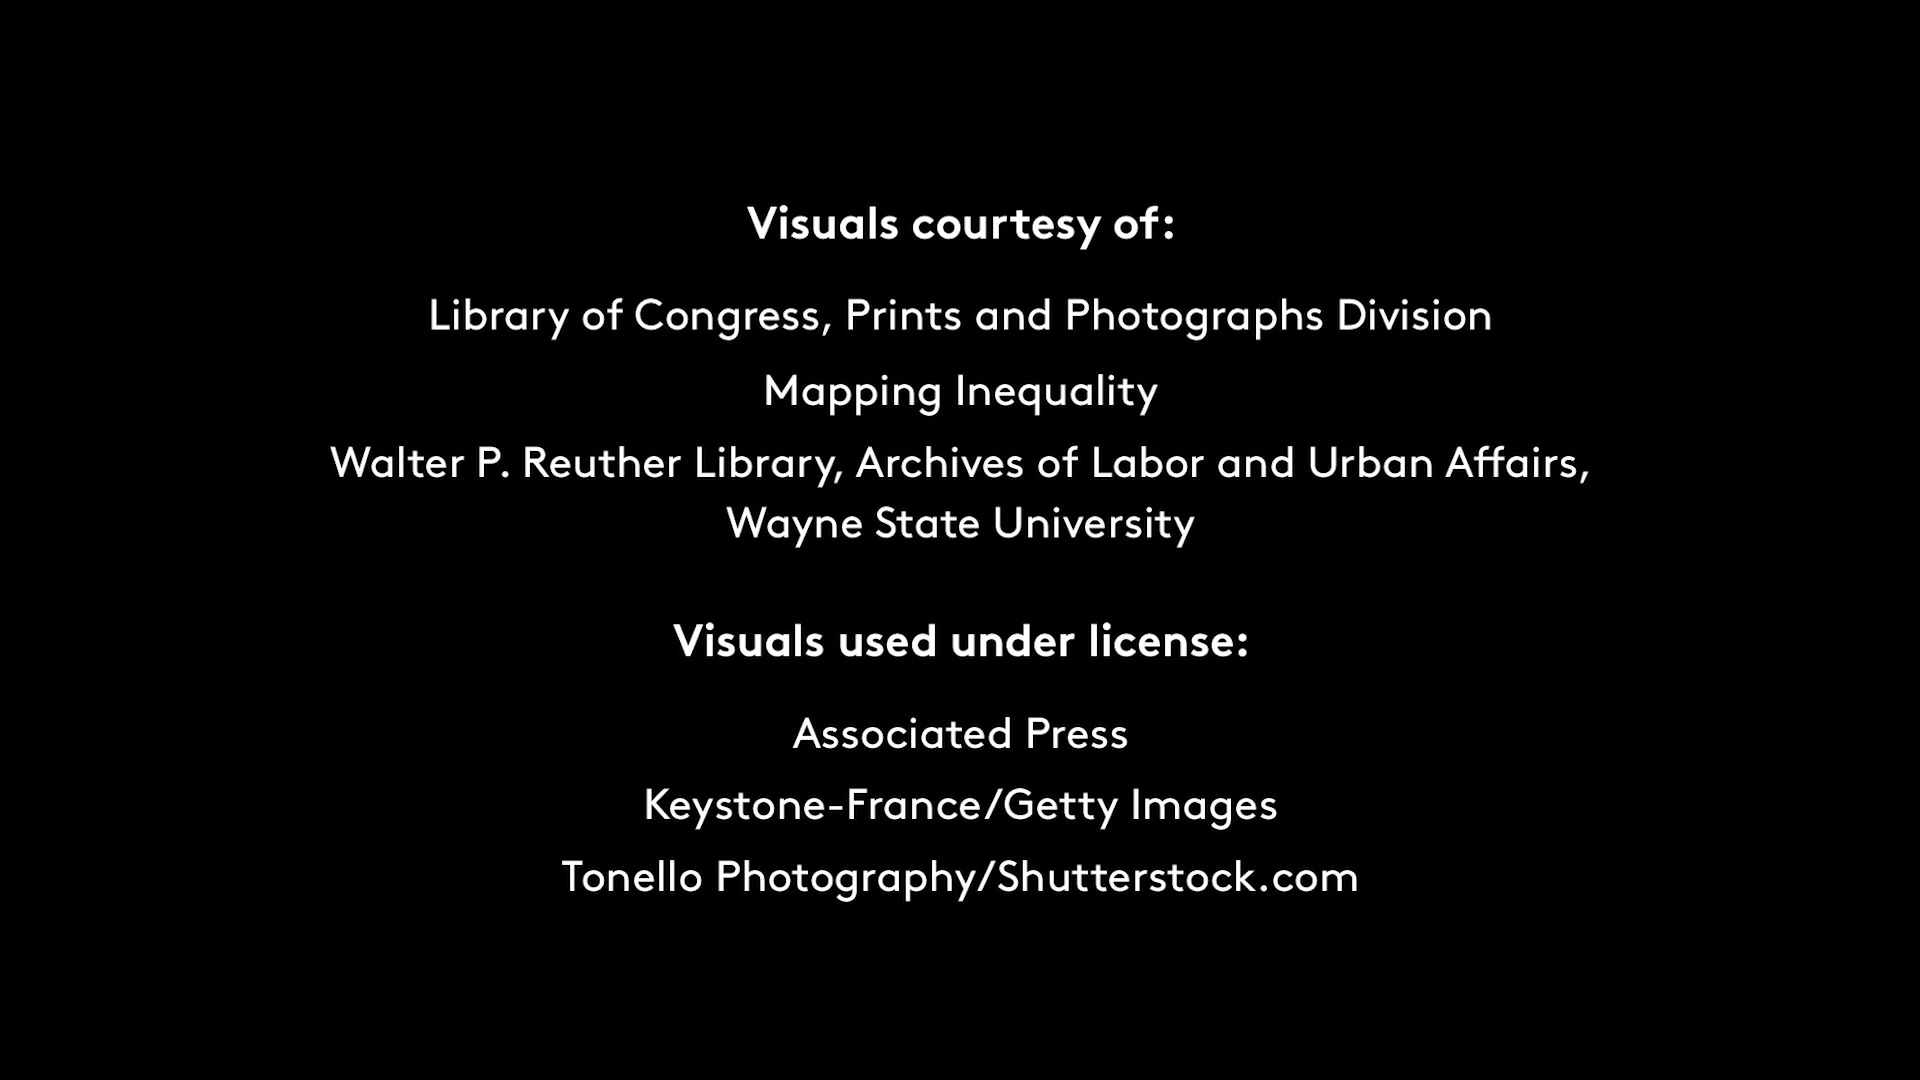 Visuals courtesy of:
Library of Congress, Prints and Photographs Division
Mapping Inequality
Walter P. Reuther Library, Archives of Labor and Urban Affairs,
Wayne State University
Visuals used under license:
Associated Press
Keystone-France/Getty Images
Tonello Photography/Shutterstock.com